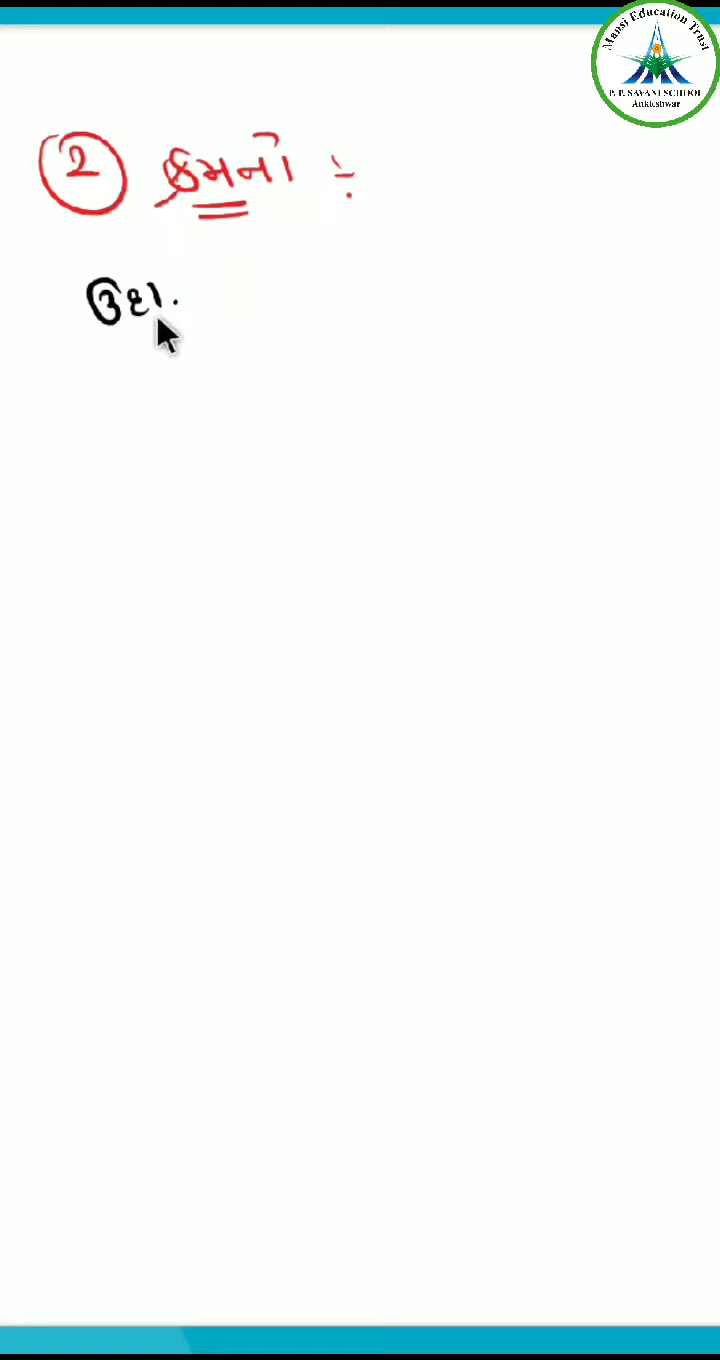 Mansi Education Trust
P. P. SAVANI SCHOOL
Ankleshwar
2 ક્રમનો :-
ઉદા.